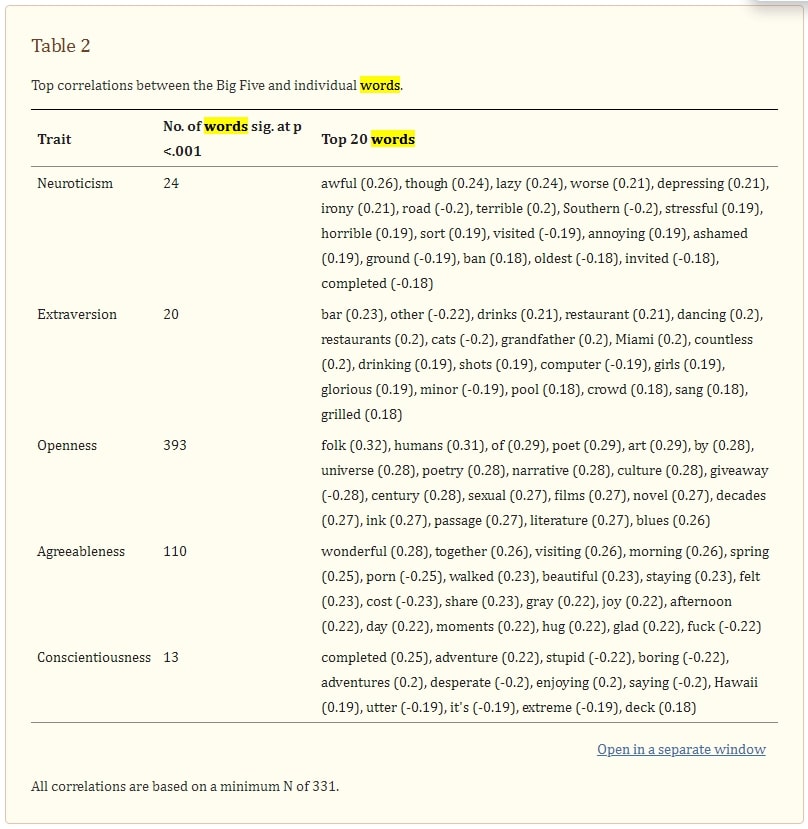 Table 2
Top correlations between the Big Five and individual words.
Trait
No. of words sig. at p
<.001
Top 20 words
Neuroticism 24 awful (0.26), though (0.24), lazy (0.24), worse (0.21), depressing (0.21),
irony (0.21), road (-0.2), terrible (0.2), Southern (-0.2), stressful (0.19),
horrible (0.19), sort (0.19), visited (-0.19), annoying (0.19), ashamed
(0.19), ground (-0.19), ban (0.18), oldest (-0.18), invited (-0.18),
completed (-0.18)
Extraversion 20 bar (0.23), other (-0.22), drinks (0.21), restaurant (0.21), dancing (0.2),
restaurants (0.2), cats (-0.2), grandfather (0.2), Miami (0.2), countless
(0.2), drinking (0.19), shots (0.19), computer (-0.19), girls (0.19),
glorious (0.19), minor (-0.19), pool (0.18), crowd (0.18), sang (0.18),
grilled (0.18)
Openness 393 folk (0.32), humans (0.31), of (0.29), poet (0.29), art (0.29), by (0.28),
universe (0.28), poetry (0.28), narrative (0.28), culture (0.28), giveaway
(-0.28), century (0.28), sexual (0.27), films (0.27), novel (0.27), decades
(0.27), ink (0.27), passage (0.27), literature (0.27), blues (0.26)
Agreeableness 110 wonderful (0.28), together (0.26), visiting (0.26), morning (0.26), spring
(0.25), porn (-0.25), walked (0.23), beautiful (0.23), staying (0.23), felt
(0.23), cost (-0.23), share (0.23), gray (0.22), joy (0.22), afternoon
(0.22), day (0.22), moments (0.22), hug (0.22), glad (0.22), fuck (-0.22)
Conscientiousness 13 completed (0.25), adventure (0.22), stupid (-0.22), boring (-0.22),
adventures (0.2), desperate (-0.2), enjoying (0.2), saying (-0.2), Hawaii
(0.19), utter (-0.19), it's (-0.19), extreme (-0.19), deck (0.18)
Open in a separate window
All correlations are based on a minimum N of 331.